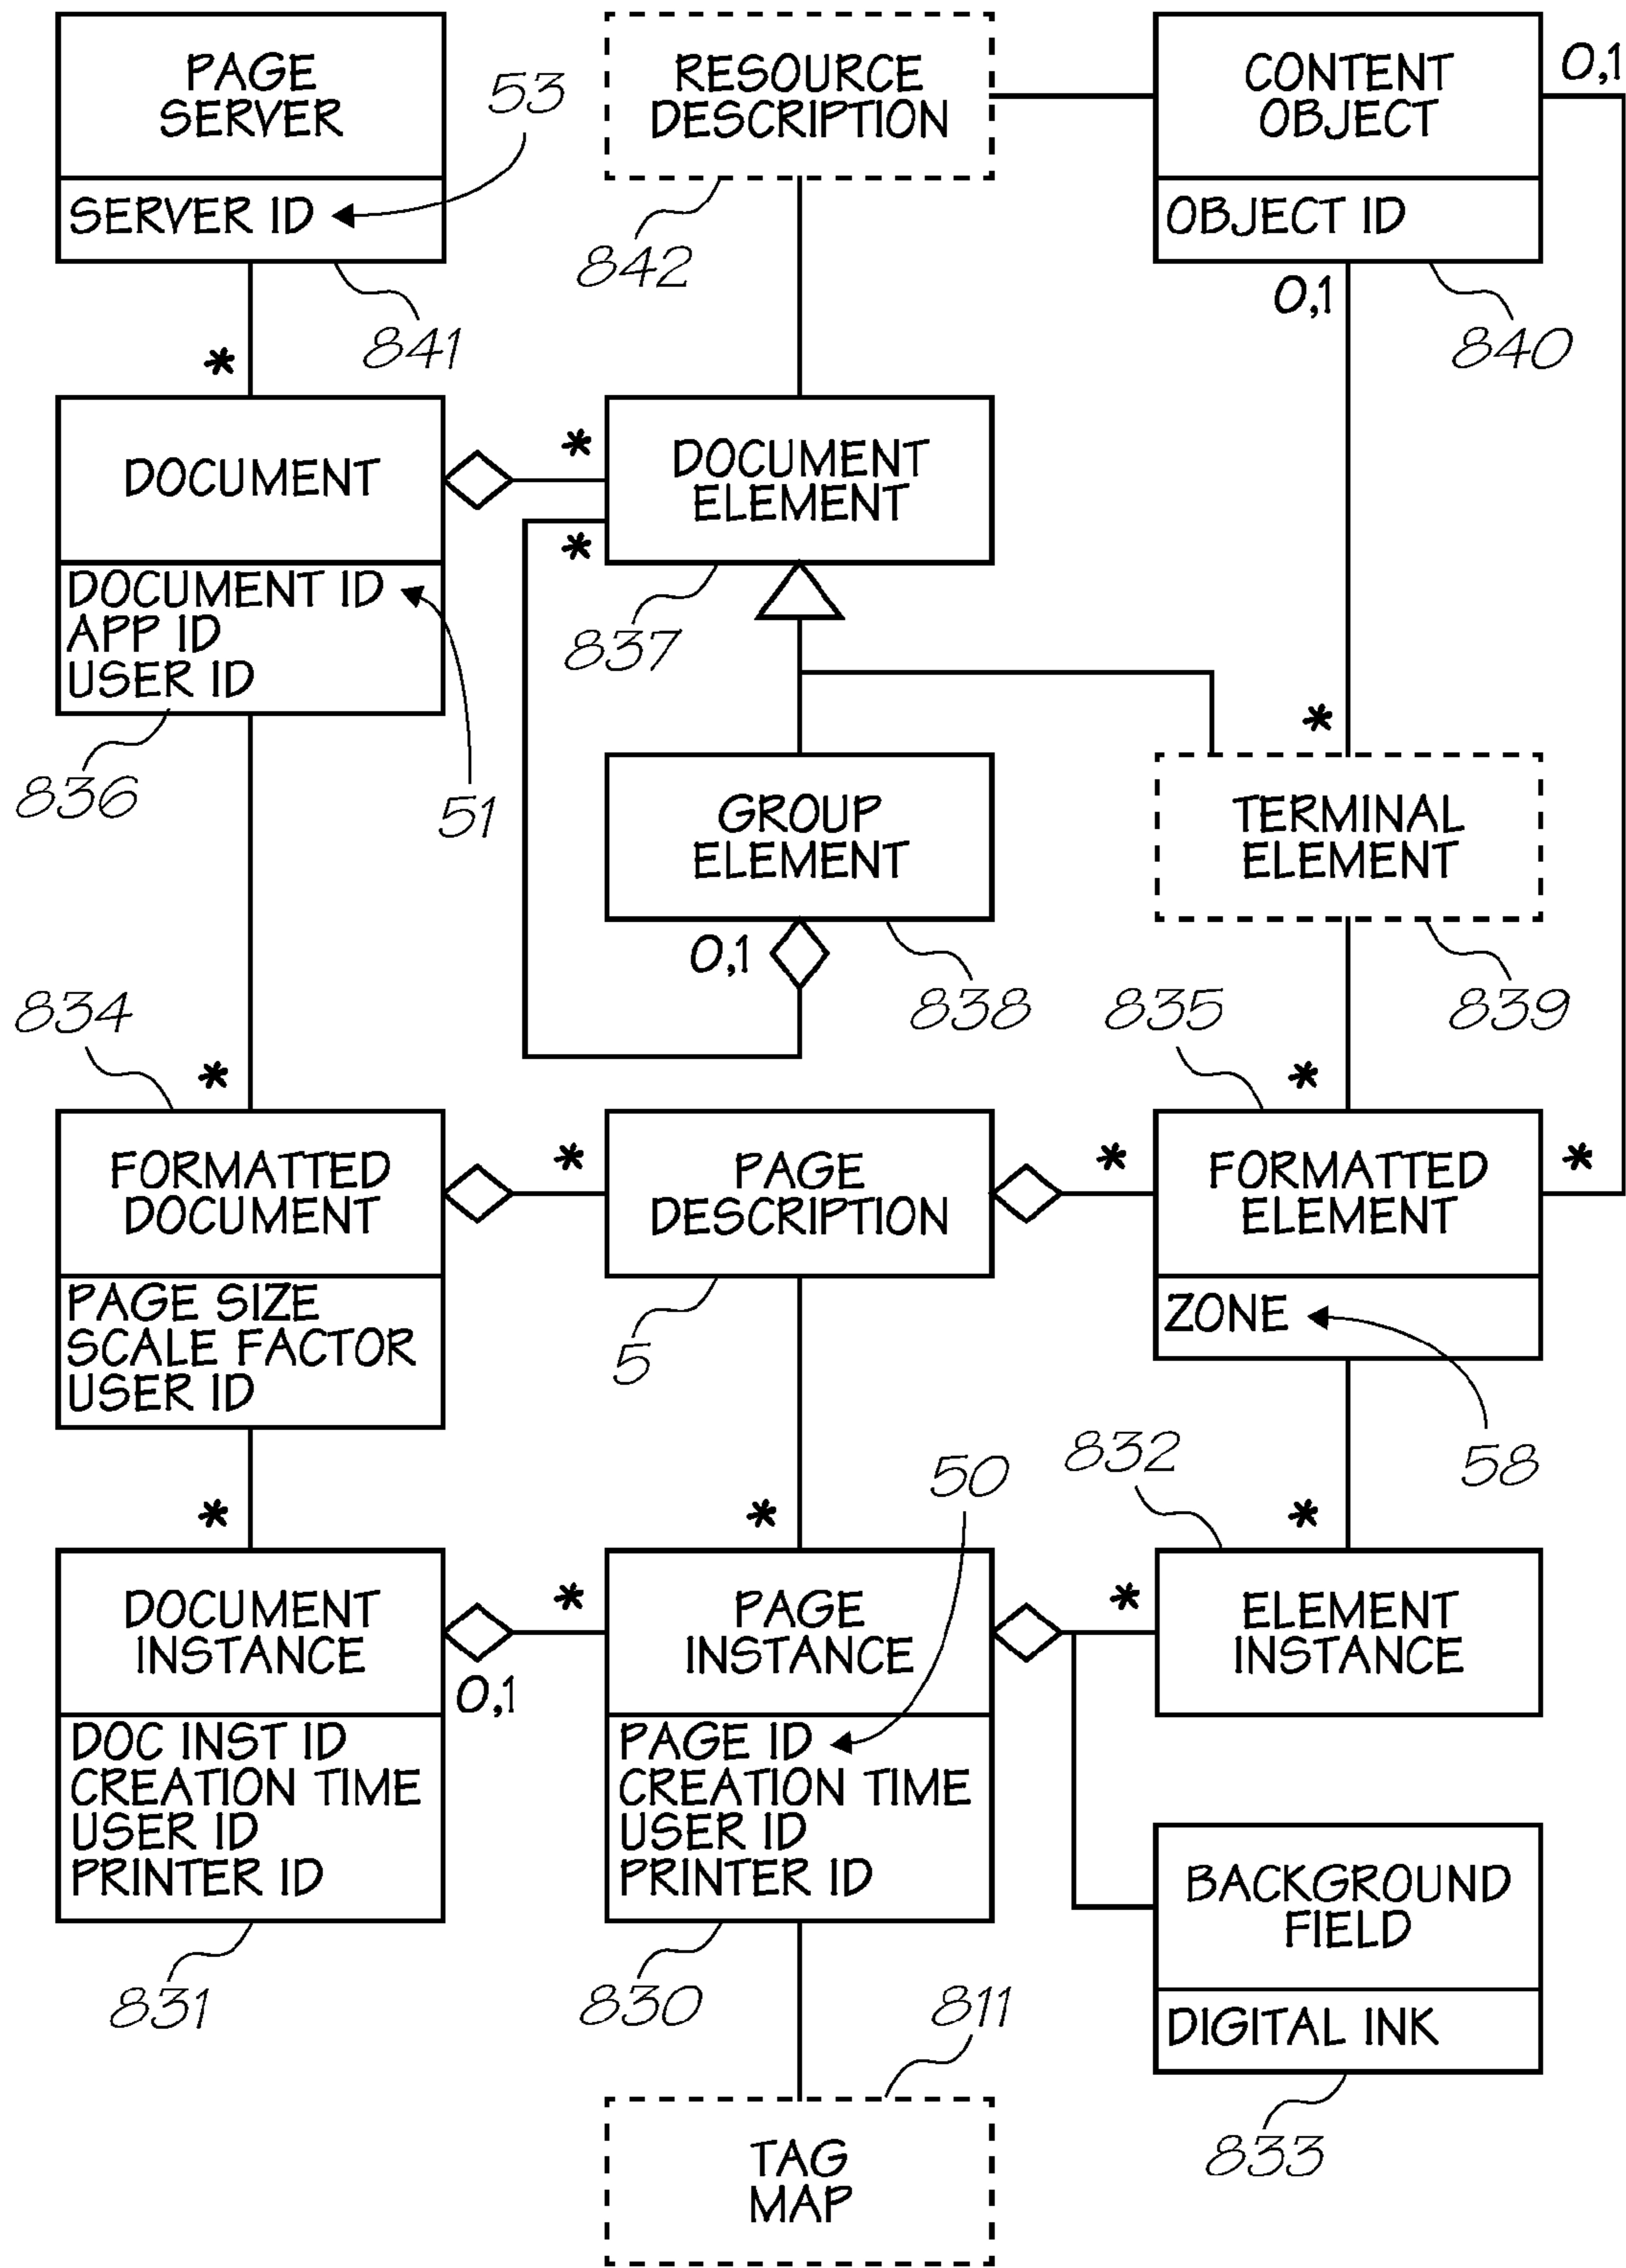 PAGE
SERVER
SERVER ID
53
841
RESOURCE
DESCRIPTION
842
CONTENT
OBJECT
OBJECT ID
0,1
0,1
840
*
DOCUMENT
DOCUMENT ID
APP ID
USER ID
836
51
*
*
DOCUMENT
ELEMENT
837
GROUP
ELEMENT
0,1
838
*
TERMINAL
ELEMENT
839
834
*
FORMATTED
DOCUMENT
PAGE SIZE
SCALE FACTOR
USER ID
*
PAGE
DESCRIPTION
5
835
*
*
FORMATTED
ELEMENT
*
ZONE
58
*
DOCUMENT
INSTANCE
0,1
DOC INST ID
CREATION TIME
USER ID
PRINTER ID
831
*
*
50
PAGE
INSTANCE
PAGE ID
CREATION TIME
USER ID
PRINTER ID
830
832
*
*
ELEMENT
INSTANCE
BACKGROUND
FIELD
DIGITAL INK
833
811
TAG
MAP